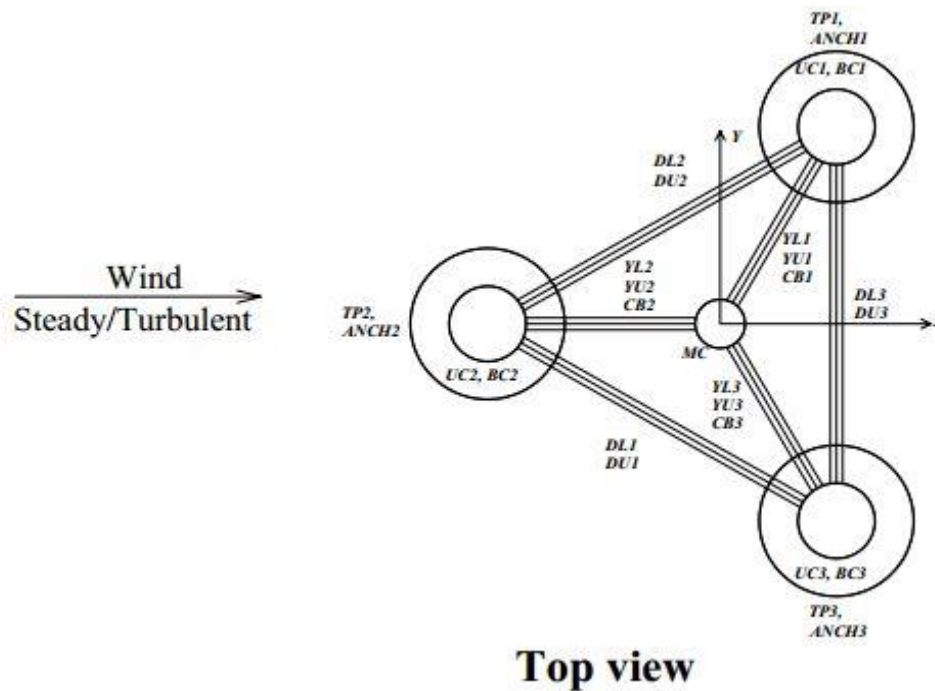 TP1,
ANCH1
UC1, BC1
Y
DL2
DU2
YL1
YU1
CB1
Wind
Steady/Turbulent
YL2
YU2
CB2
TP2,
ANCH2
DL3
DU3
MC
UC2, BC2
YL3
YU3
CB3
DL1
DU1
UC3, BC3
TP3,
ANCH3
Top view